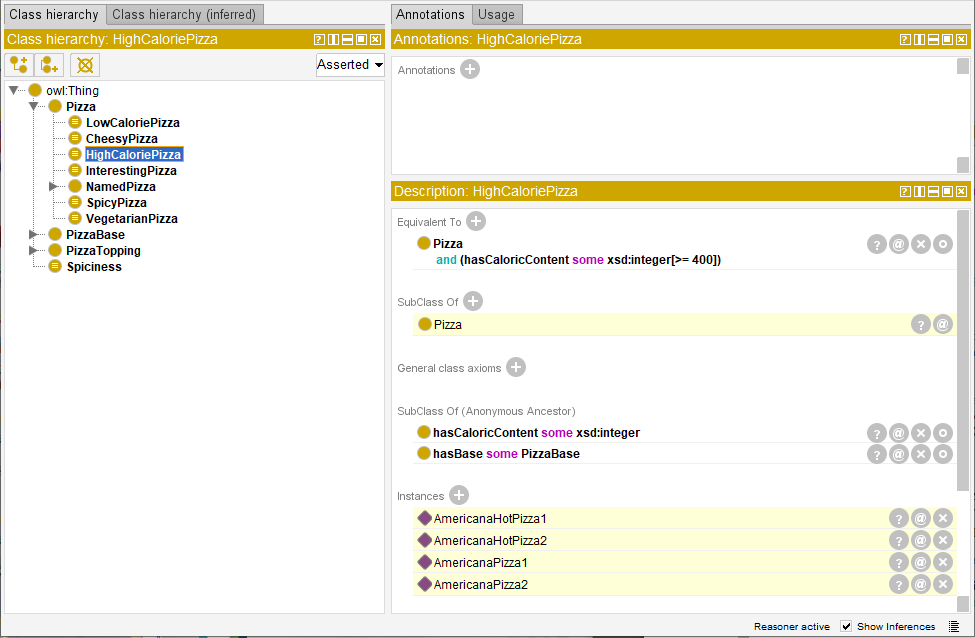 Class hierarchy
Class hierarchy (inferred)
Class hierarchy: HighCaloriePizza
Asserted
owl:Thing
Pizza
LowCaloriePizza
CheesyPizza
HighCaloriePizza
InterestingPizza
NamedPizza
SpicyPizza
VegetarianPizza
PizzaBase
PizzaTopping
Spiciness
Annotations
Usage
Annotations: HighCaloriePizza
Annotations
Description: HighCaloriePizza
Equivalent To
Pizza
and (hasCaloricContent some xsd:integer[>= 400])
SubClass Of
Pizza
General class axioms
SubClass Of (Anonymous Ancestor)
hasCaloricContent some xsd:integer
hasBase some PizzaBase
Instances
AmericanaHotPizza1
AmericanaHotPizza2
AmericanaPizza1
AmericanaPizza2
Reasoner active
Show Inferences